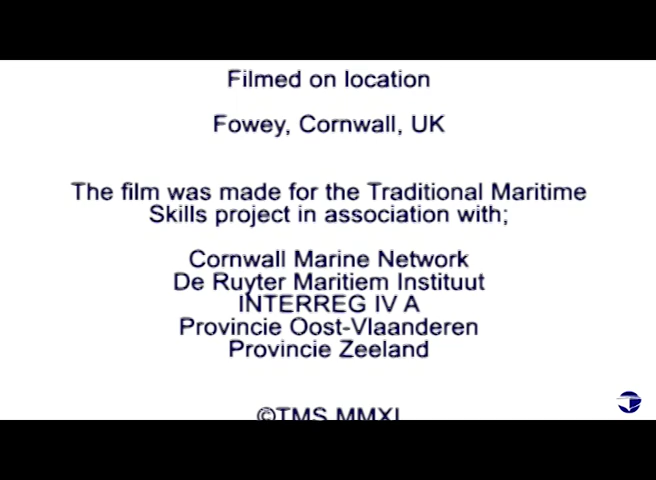 Filmed on location
Fowey, Cornwall, UK
The film was made for the Traditional Maritime
Skills project in association with;
Cornwall Marine Network
De Ruyter Maritiem Instituut
INTERREG IV A
Provincie Oost-Vlaanderen
Provincie Zeeland
©TMS MMXI